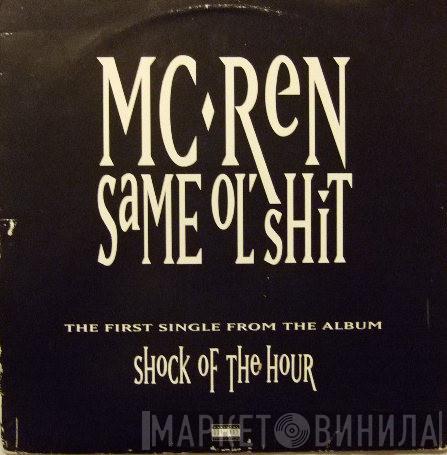 MC♦ReN
SaME OL' sHiT
THE FIRST SINGLE FROM THE ALBUM
sHocK oF THe HOUR
МАРКЕТ ВИНИЛА